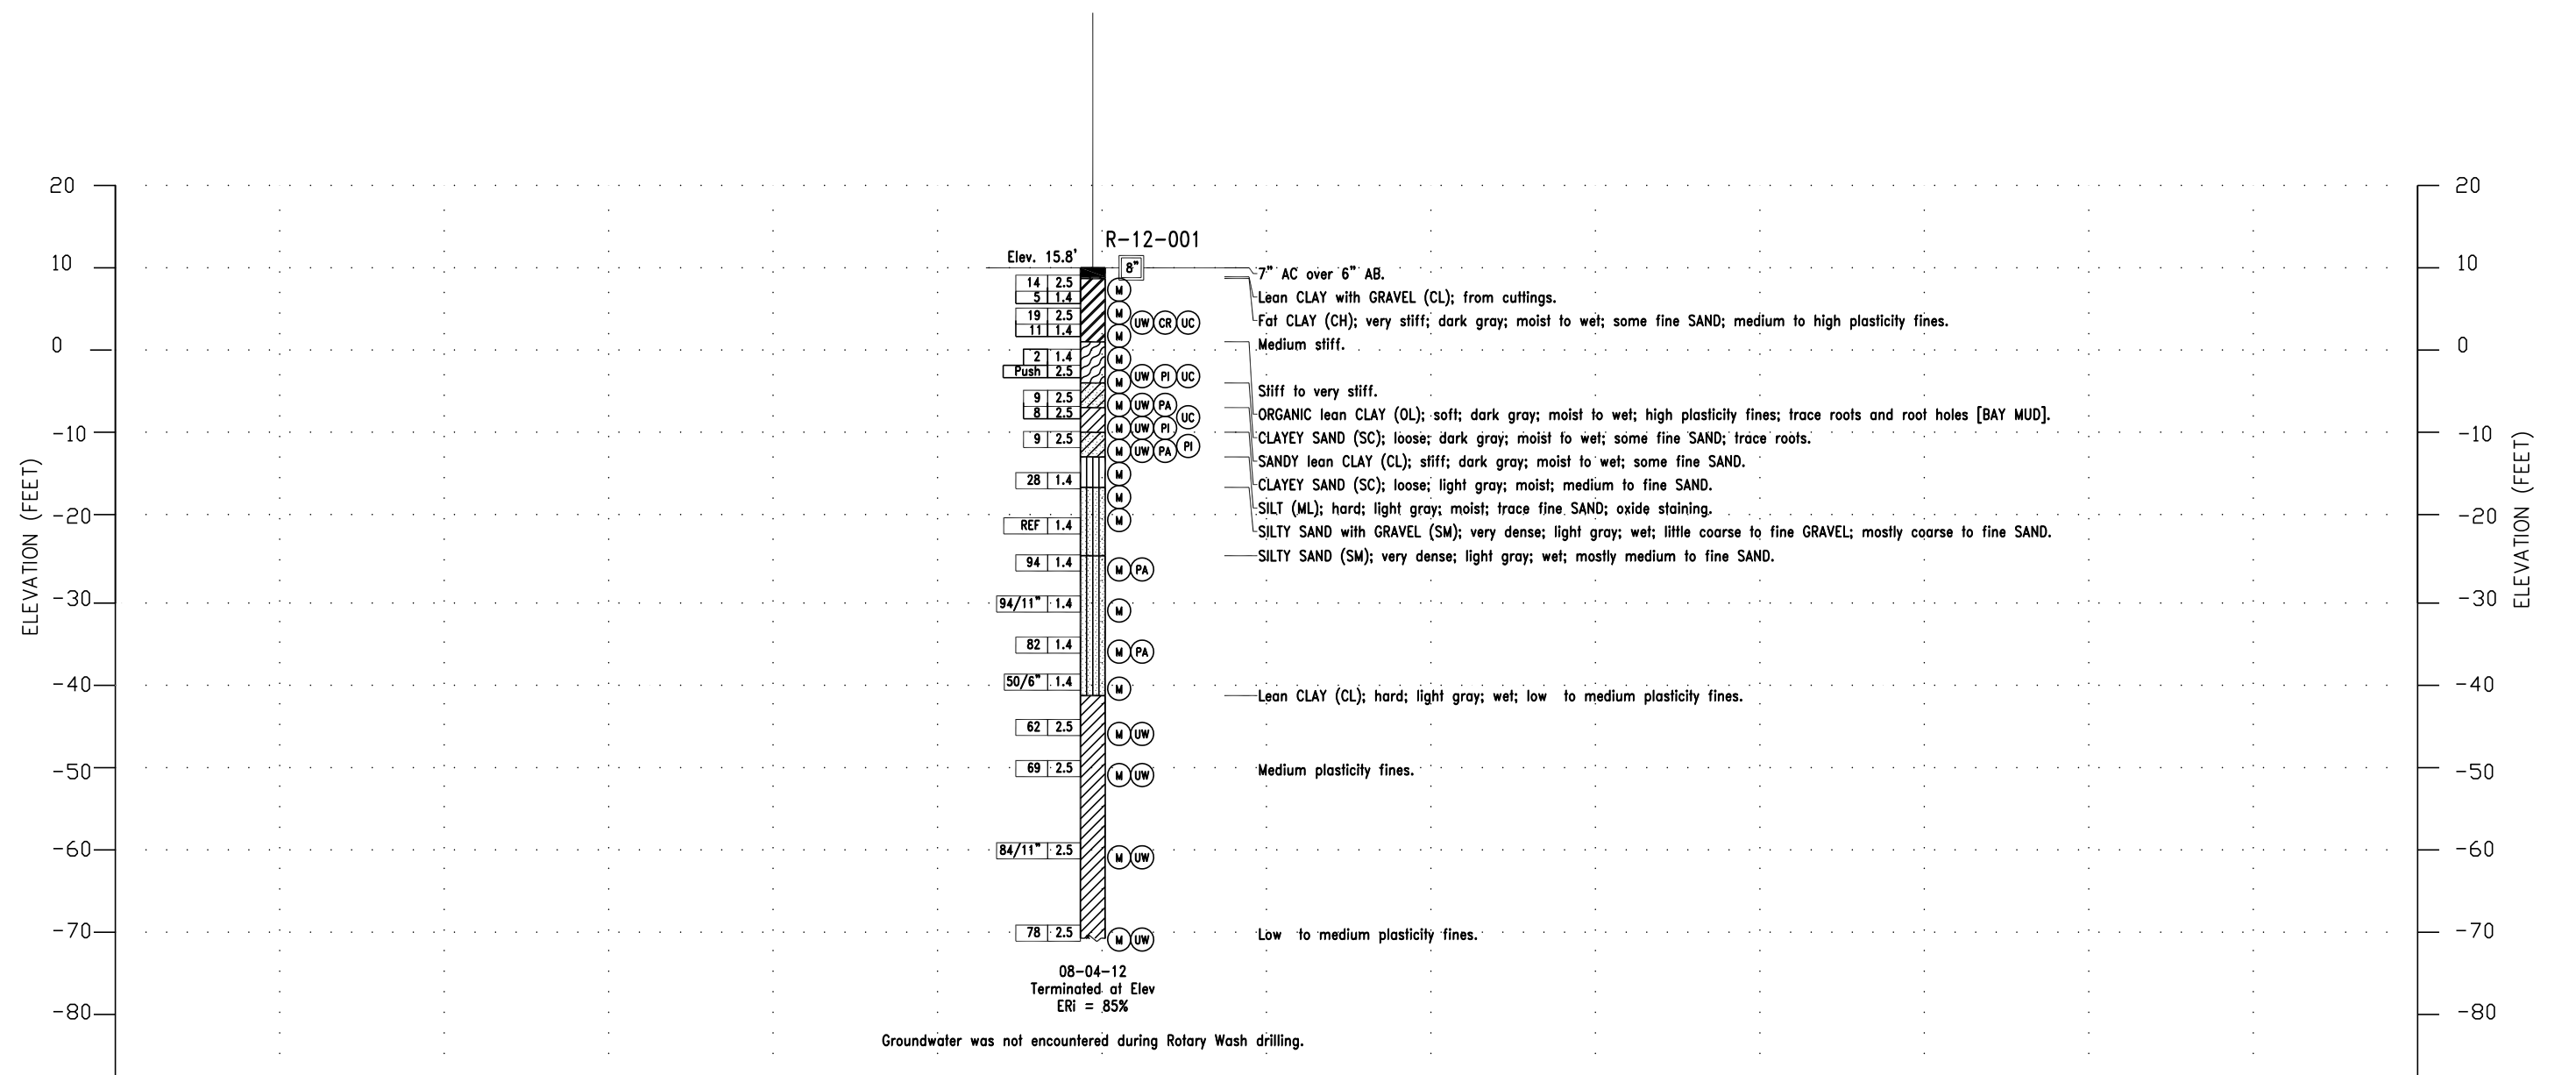 R-12-001
Elev. 15.8'
8"
20
10
0
-10
-20
-30
-40
-50
-60
-70
-80
ELEVATION (FEET)
14 2.5
5 1.4
19 2.5
11 1.4
2 1.4
Push 2.5
9 2.5
8 2.5
9 2.5
28 1.4
REF 1.4
94 1.4
94/11" 1.4
82 1.4
50/6" 1.4
62 2.5
69 2.5
84/11" 2.5
78 2.5
M
M UW CR UC
M
M
M UW PI UC
M UW PA
UC
M UW PI
PI
M UW PA
M
M
M
M PA
M
M PA
M
M UW
M UW
M UW
M UW
7" AC over 6" AB.
Lean CLAY with GRAVEL (CL); from cuttings.
Fat CLAY (CH); very stiff; dark gray; moist to wet; some fine SAND; medium to high plasticity fines.
Medium stiff.
Stiff to very stiff.
ORGANIC lean CLAY (OL); soft; dark gray; moist to wet; high plasticity fines; trace roots and root holes [BAY MUD].
CLAYEY SAND (SC); loose; dark gray; moist to wet; some fine SAND; trace roots.
SANDY lean CLAY (CL); stiff; dark gray; moist to wet; some fine SAND.
CLAYEY SAND (SC); loose; light gray; moist; medium to fine SAND.
SILT (ML); hard; light gray; moist; trace fine SAND; oxide staining.
SILTY SAND with GRAVEL (SM); very dense; light gray; wet; little coarse to fine GRAVEL; mostly coarse to fine SAND.
SILTY SAND (SM); very dense; light gray; wet; mostly medium to fine SAND.
Lean CLAY (CL); hard; light gray; wet; low to medium plasticity fines.
Medium plasticity fines.
Low to medium plasticity fines.
08-04-12
Terminated at Elev
ERi = 85%
Groundwater was not encountered during Rotary Wash drilling.
20
10
0
-10
-20
-30
-40
-50
-60
-70
-80
ELEVATION (FEET)